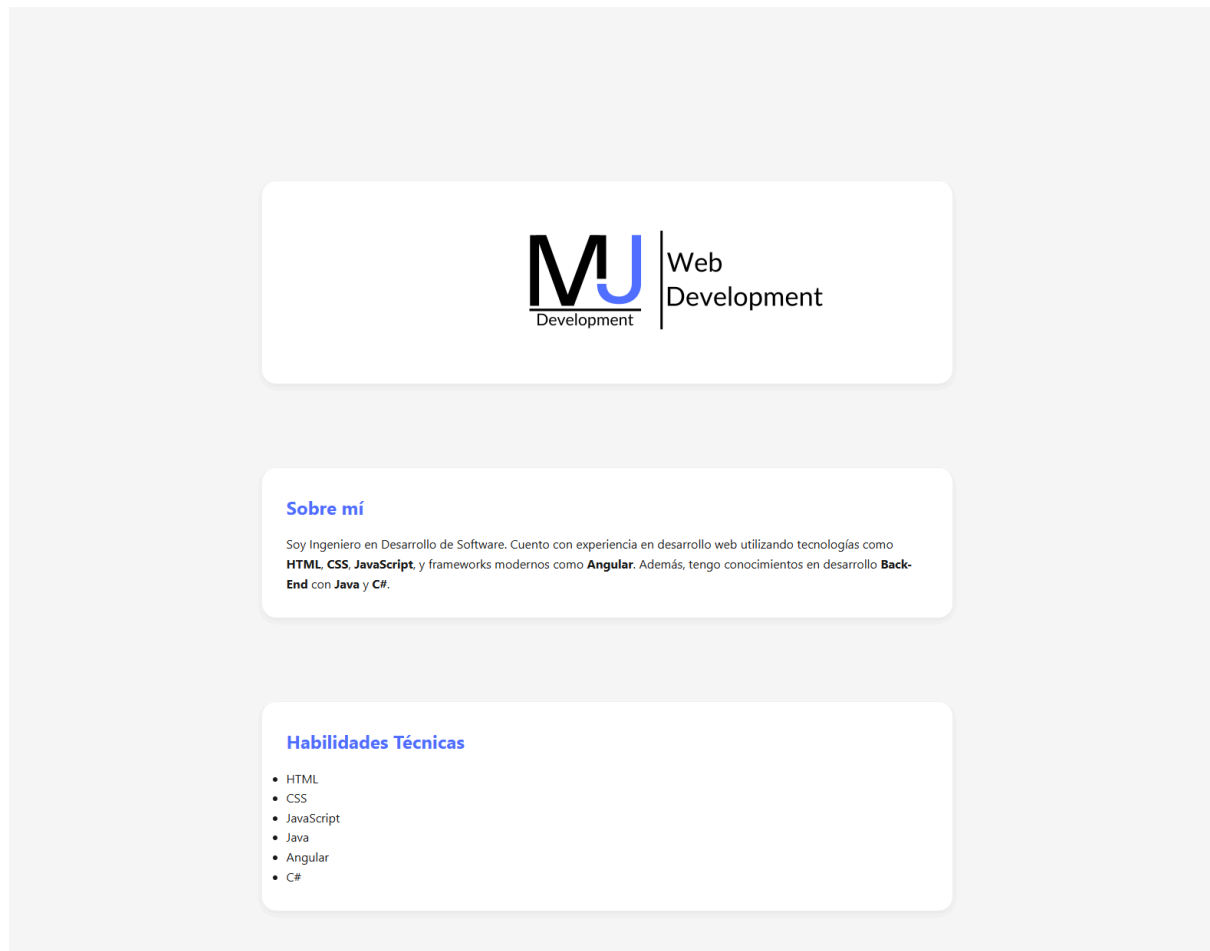 MJ
Development
Web
Development
Sobre mí
Soy Ingeniero en Desarrollo de Software. Cuento con experiencia en desarrollo web utilizando tecnologías como
HTML, CSS, JavaScript, y frameworks modernos como Angular. Además, tengo conocimientos en desarrollo Back-
End con Java y C#.
Habilidades Técnicas
HTML
CSS
JavaScript
Java
Angular
C#